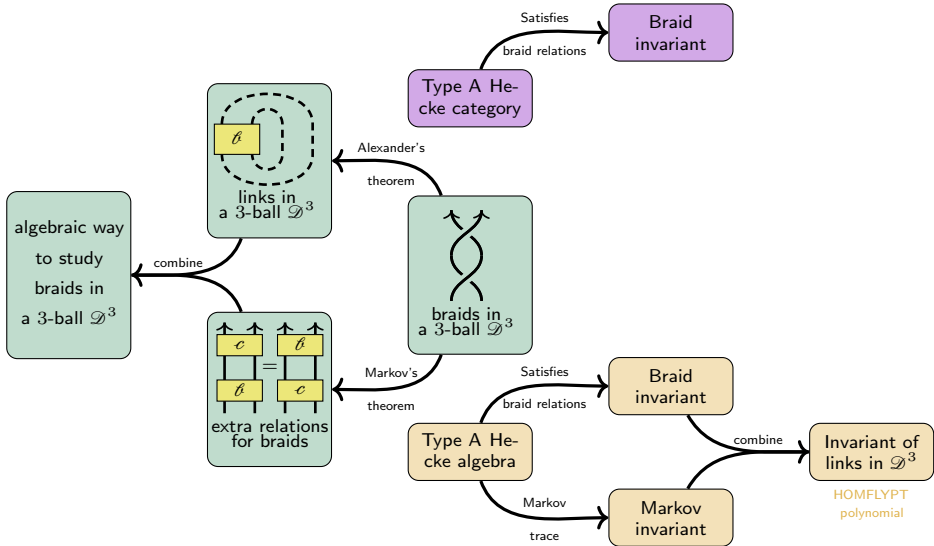 Satisfies
braid relations
Braid
invariant
Type A He-
cke category
𝒷
links in
a 3-ball 𝒟³
Alexander's
theorem
algebraic way
to study
braids in
a 3-ball 𝒟³
combine
braids in
a 3-ball 𝒟³
𝒸
𝒷
=
𝒷
𝒸
extra relations
for braids
Markov's
theorem
Satisfies
braid relations
Braid
invariant
Type A He-
cke algebra
combine
Invariant of
links in 𝒟³
HOMFLYPT
polynomial
Markov
trace
Markov
invariant